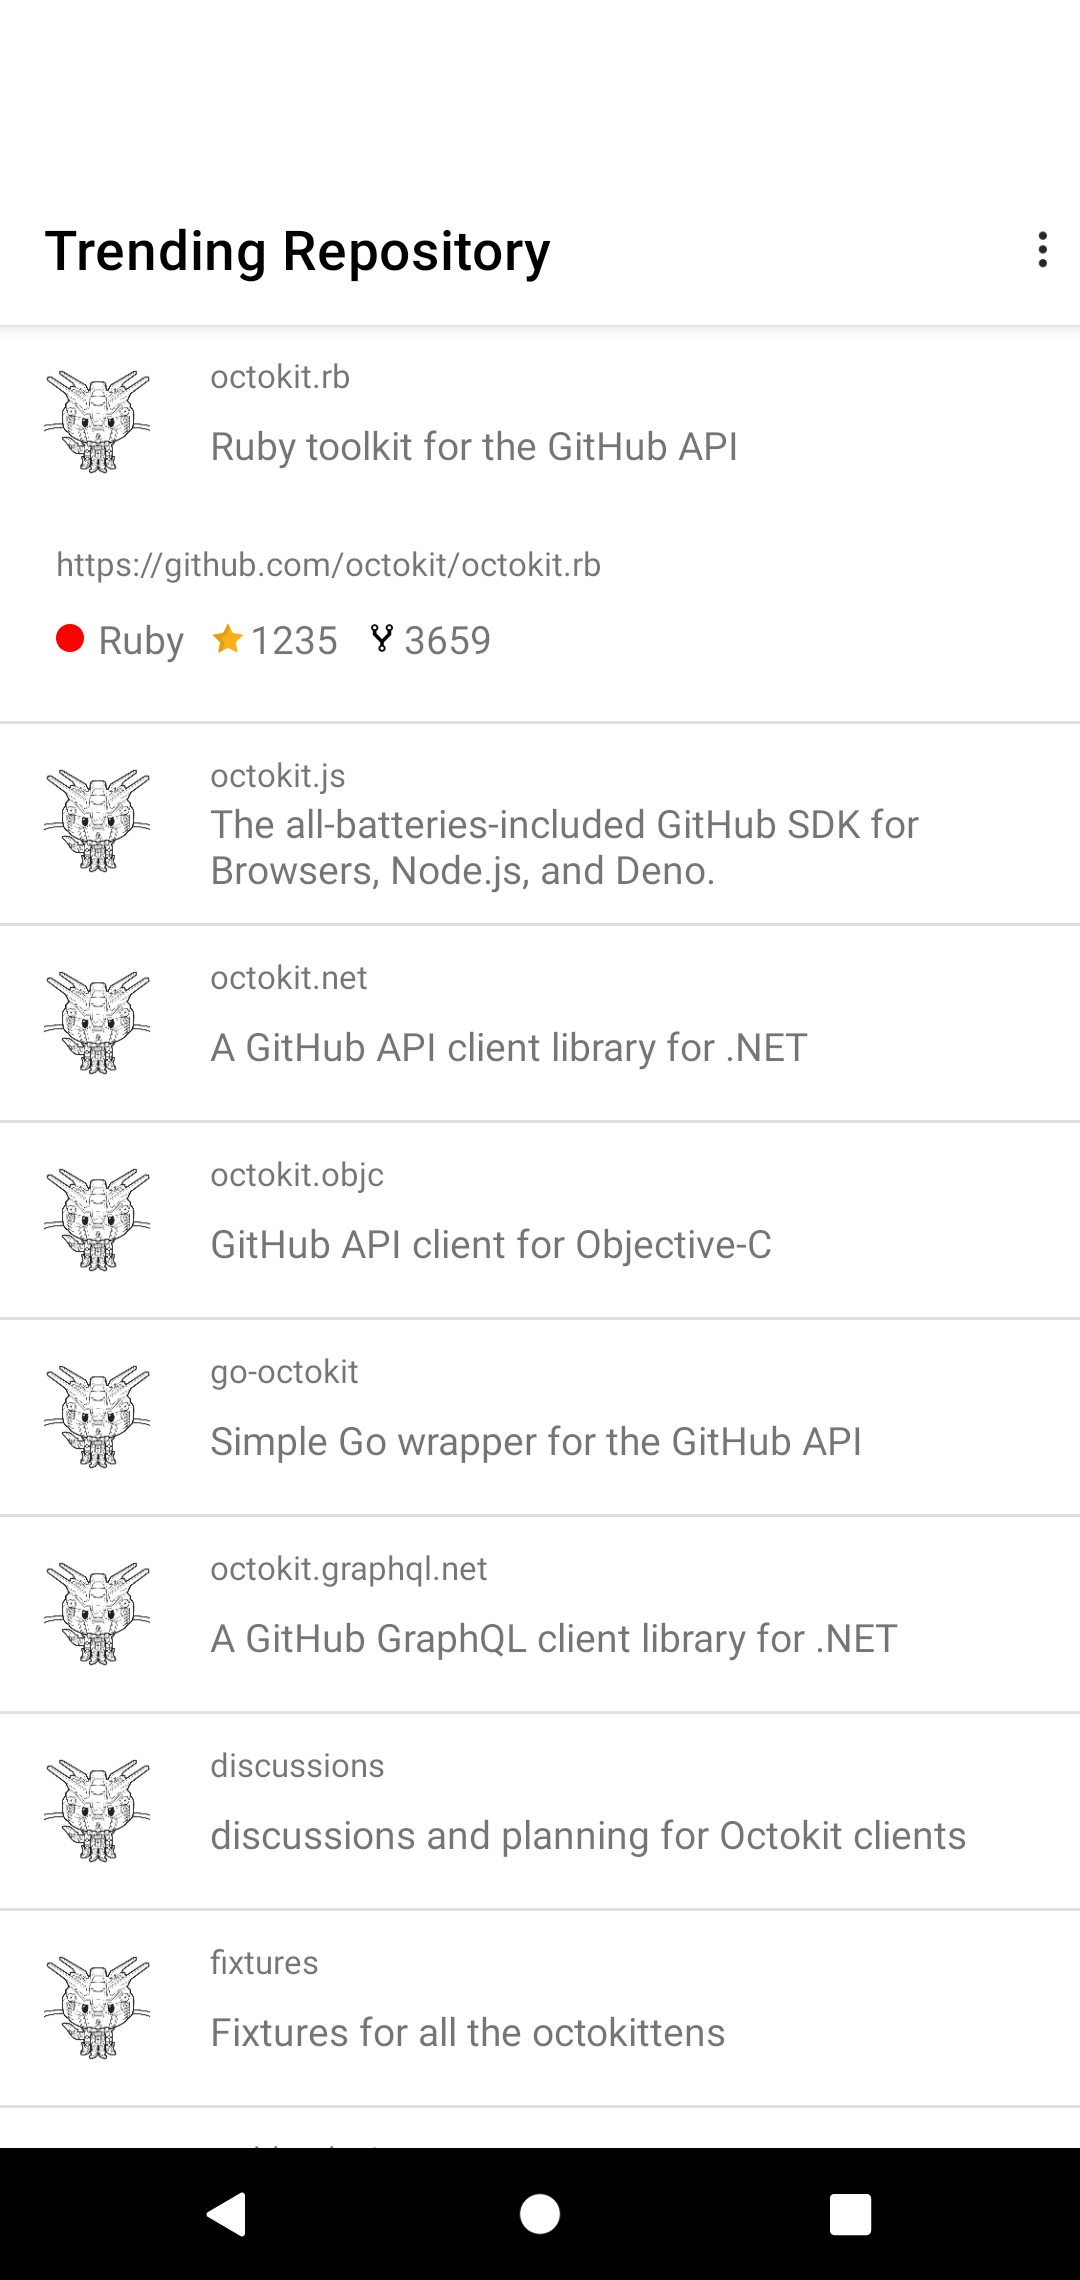 Trending Repository
octokit.rb
Ruby toolkit for the GitHub API
https://github.com/octokit/octokit.rb
Ruby 1235 3659
octokit.js
The all-batteries-included GitHub SDK for
Browsers, Node.js, and Deno.
octokit.net
A GitHub API client library for .NET
octokit.objc
GitHub API client for Objective-C
go-octokit
Simple Go wrapper for the GitHub API
octokit.graphql.net
A GitHub GraphQL client library for .NET
discussions
discussions and planning for Octokit clients
fixtures
Fixtures for all the octokittens